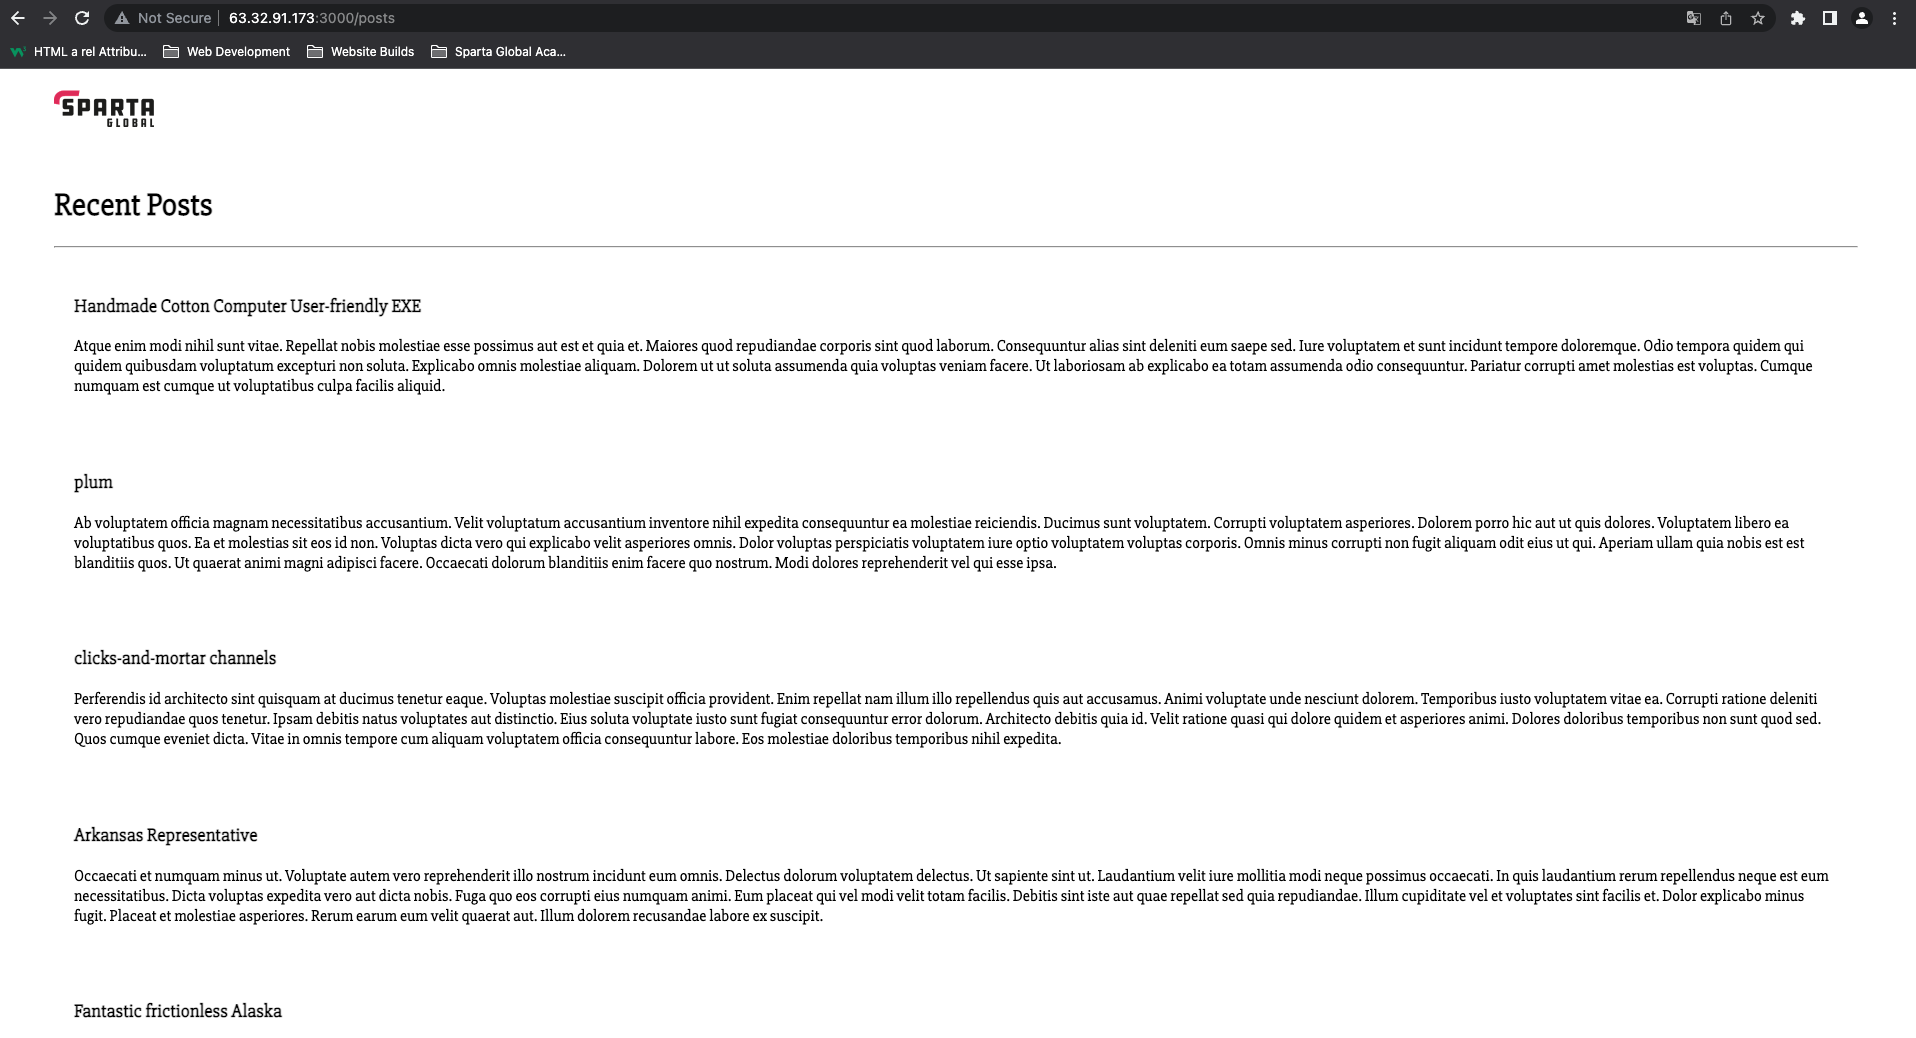 Not Secure 63.32.91.173:3000/posts
HTML a rel Attribu... Web Development Website Builds Sparta Global Aca...
SPARTA
GLOBAL
Recent Posts
Handmade Cotton Computer User-friendly EXE
Atque enim modi nihil sunt vitae. Repellat nobis molestiae esse possimus aut est et quia et. Maiores quod repudiandae corporis sint quod laborum. Consequuntur alias sint deleniti eum saepe sed. Iure voluptatem et sunt incidunt tempore doloremque. Odio tempora quidem qui
quidem quibusdam voluptatum excepturi non soluta. Explicabo omnis molestiae aliquam. Dolorem ut ut soluta assumenda quia voluptas veniam facere. Ut laboriosam ab explicabo ea totam assumenda odio consequuntur. Pariatur corrupti amet molestias est voluptas. Cumque
numquam est cumque ut voluptatibus culpa facilis aliquid.
plum
Ab voluptatem officia magnam necessitatibus accusantium. Velit voluptatum accusantium inventore nihil expedita consequuntur ea molestiae reiciendis. Ducimus sunt voluptatem. Corrupti voluptatem asperiores. Dolorem porro hic aut ut quis dolores. Voluptatem libero ea
voluptatibus quos. Ea et molestias sit eos id non. Voluptas dicta vero qui explicabo velit asperiores omnis. Dolor voluptas perspiciatis voluptatem iure optio voluptatem voluptas corporis. Omnis minus corrupti non fugit aliquam odit eius ut qui. Aperiam ullam quia nobis est est
blanditiis quos. Ut quaerat animi magni adipisci facere. Occaecati dolorum blanditiis enim facere quo nostrum. Modi dolores reprehenderit vel qui esse ipsa.
clicks-and-mortar channels
Perferendis id architecto sint quisquam at ducimus tenetur eaque. Voluptas molestiae suscipit officia provident. Enim repellat nam illum illo repellendus quis aut accusamus. Animi voluptate unde nesciunt dolorem. Temporibus iusto voluptatem vitae ea. Corrupti ratione deleniti
vero repudiandae quos tenetur. Ipsam debitis natus voluptates aut distinctio. Eius soluta voluptate iusto sunt fugiat consequuntur error dolorum. Architecto debitis quia id. Velit ratione quasi qui dolore quidem et asperiores animi. Dolores doloribus temporibus non sunt quod sed.
Quos cumque eveniet dicta. Vitae in omnis tempore cum aliquam voluptatem officia consequuntur labore. Eos molestiae doloribus temporibus nihil expedita.
Arkansas Representative
Occaecati et numquam minus ut. Voluptate autem vero reprehenderit illo nostrum incidunt eum omnis. Delectus dolorum voluptatem delectus. Ut sapiente sint ut. Laudantium velit iure mollitia modi neque possimus occaecati. In quis laudantium rerum repellendus neque est eum
necessitatibus. Dicta voluptas expedita vero aut dicta nobis. Fuga quo eos corrupti eius numquam animi. Eum placeat qui vel modi velit totam facilis. Debitis sint iste aut quae repellat sed quia repudiandae. Illum cupiditate vel et voluptates sint facilis et. Dolor explicabo minus
fugit. Placeat et molestiae asperiores. Rerum earum eum velit quaerat aut. Illum dolorem recusandae labore ex suscipit.
Fantastic frictionless Alaska